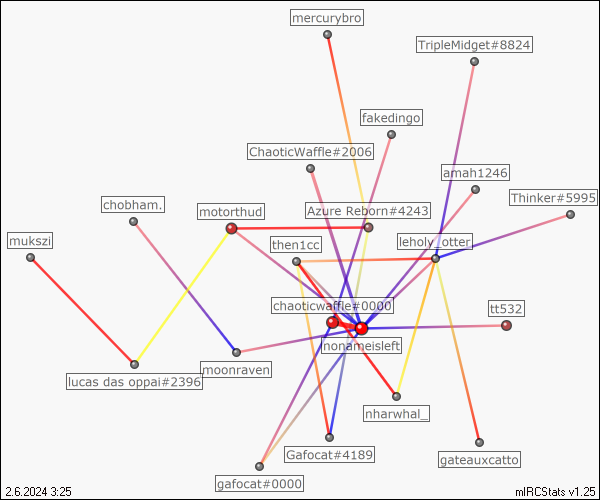 mercurybro
TripleMidget#8824
fakedingo
ChaoticWaffle#2006
amah1246
Thinker#5995
chobham.
motorthud
Azure Reborn#4243
mukszi
then1cc
leholy_otter_
chaoticwaffle#0000
tt532
nonameisleft
moonraven
lucas das oppai#2396
nharwhal_
Gafocat#4189
gateauxcatto
gafocat#0000
2.6.2024 3:25
mIRCStats v1.25